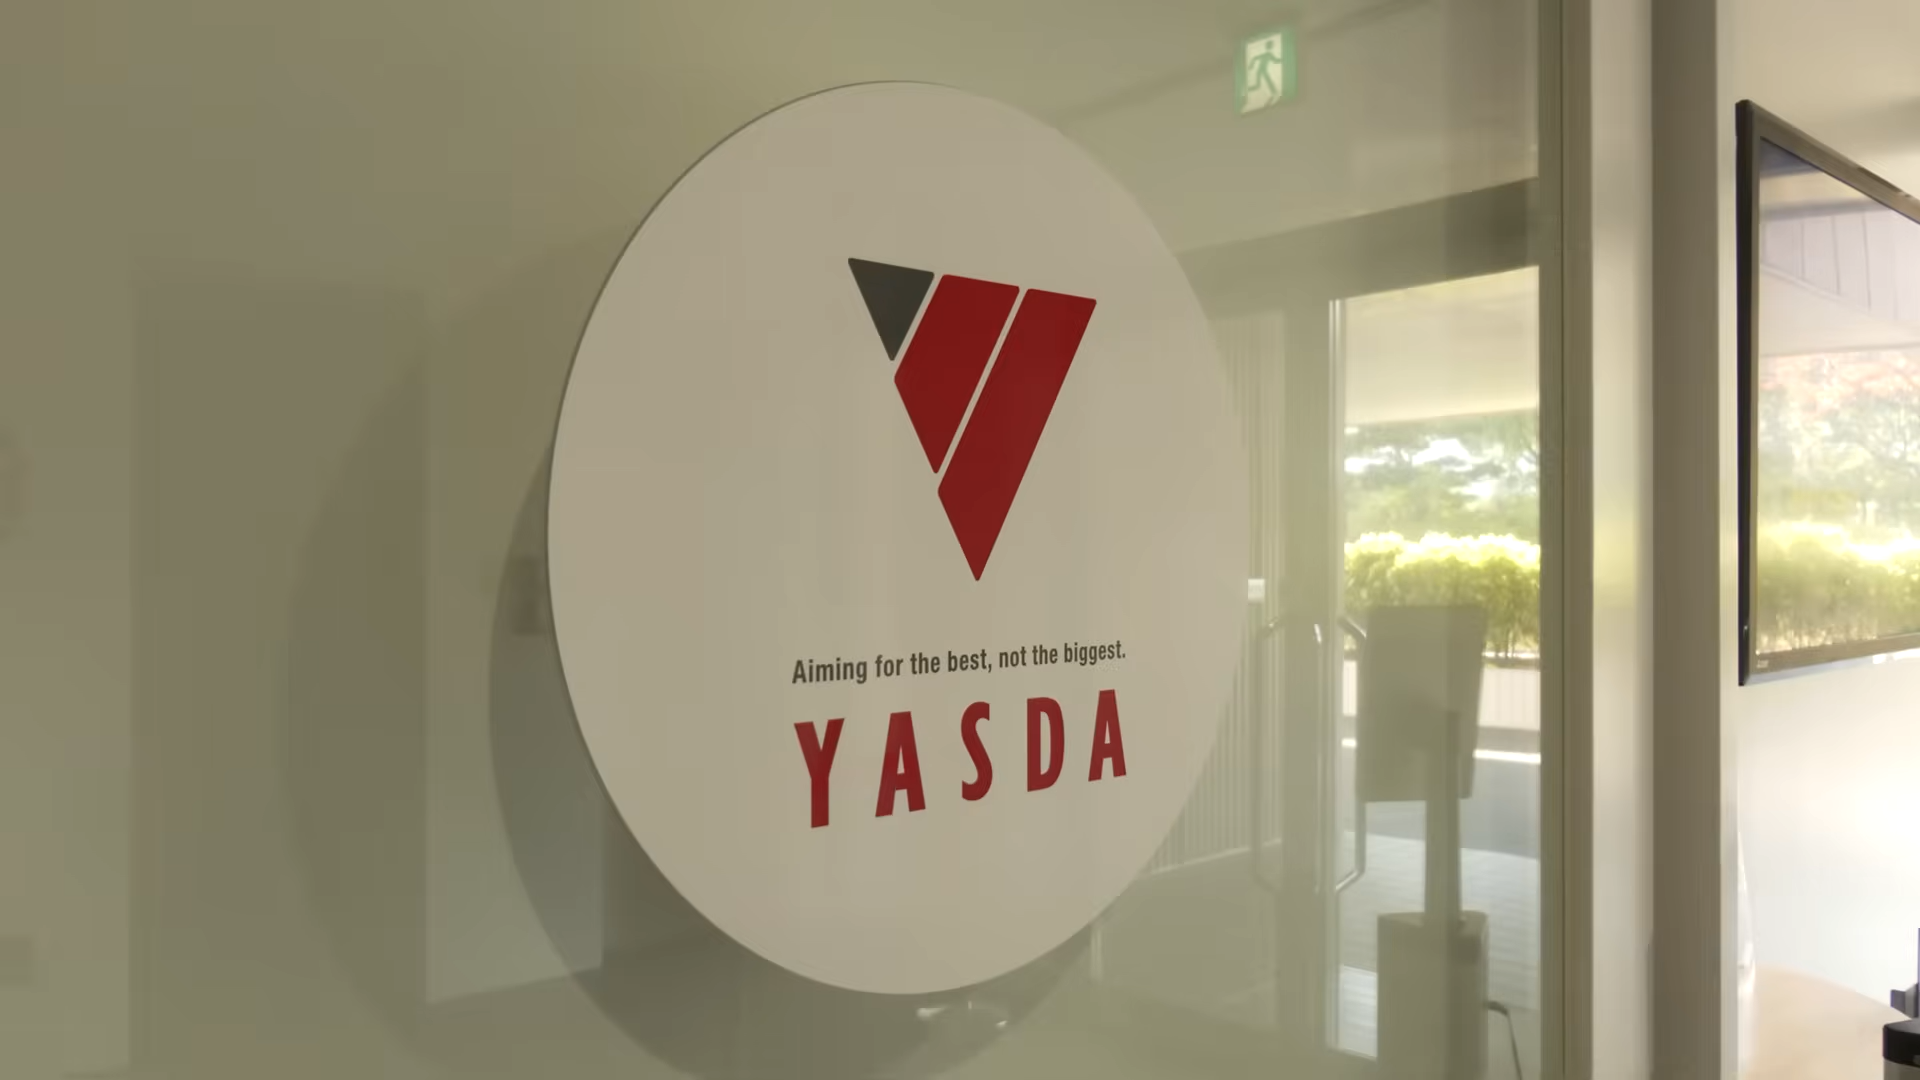 Aiming for the best, not the biggest.
YASDA